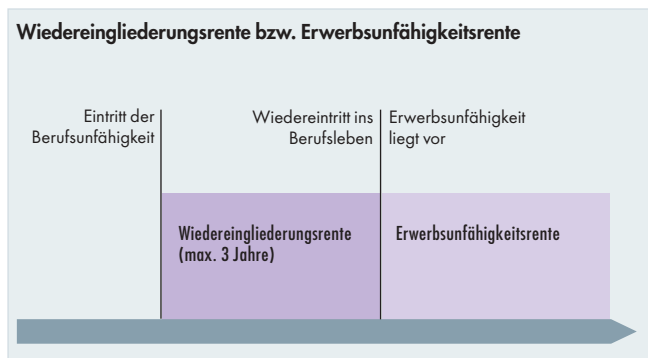 Wiedereingliederungsrente bzw. Erwerbsunfähigkeitsrente
Eintritt der
Berufsunfähigkeit
Wiedereintritt ins
Berufsleben
Erwerbsunfähigkeit
liegt vor
Wiedereingliederungsrente
(max. 3 Jahre)
Erwerbsunfähigkeitsrente